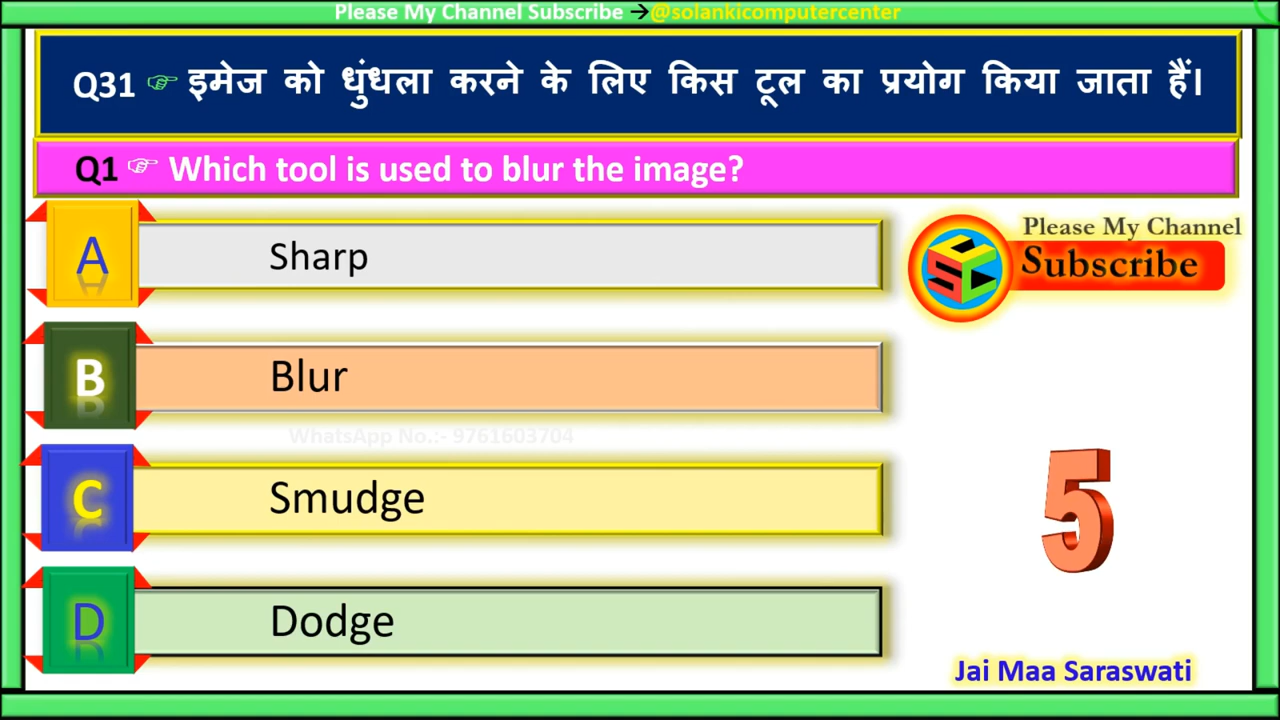 Please My Channel Subscribe →@solankicomputercenter
Q31 ☞ इमेज को धुंधला करने के लिए किस टूल का प्रयोग किया जाता हैं।
Q1 ☞ Which tool is used to blur the image?
A Sharp
Please My Channel
Subscribe
SCC
B Blur
WhatsApp No.:- 9761603704
C Smudge
5
D Dodge
Jai Maa Saraswati